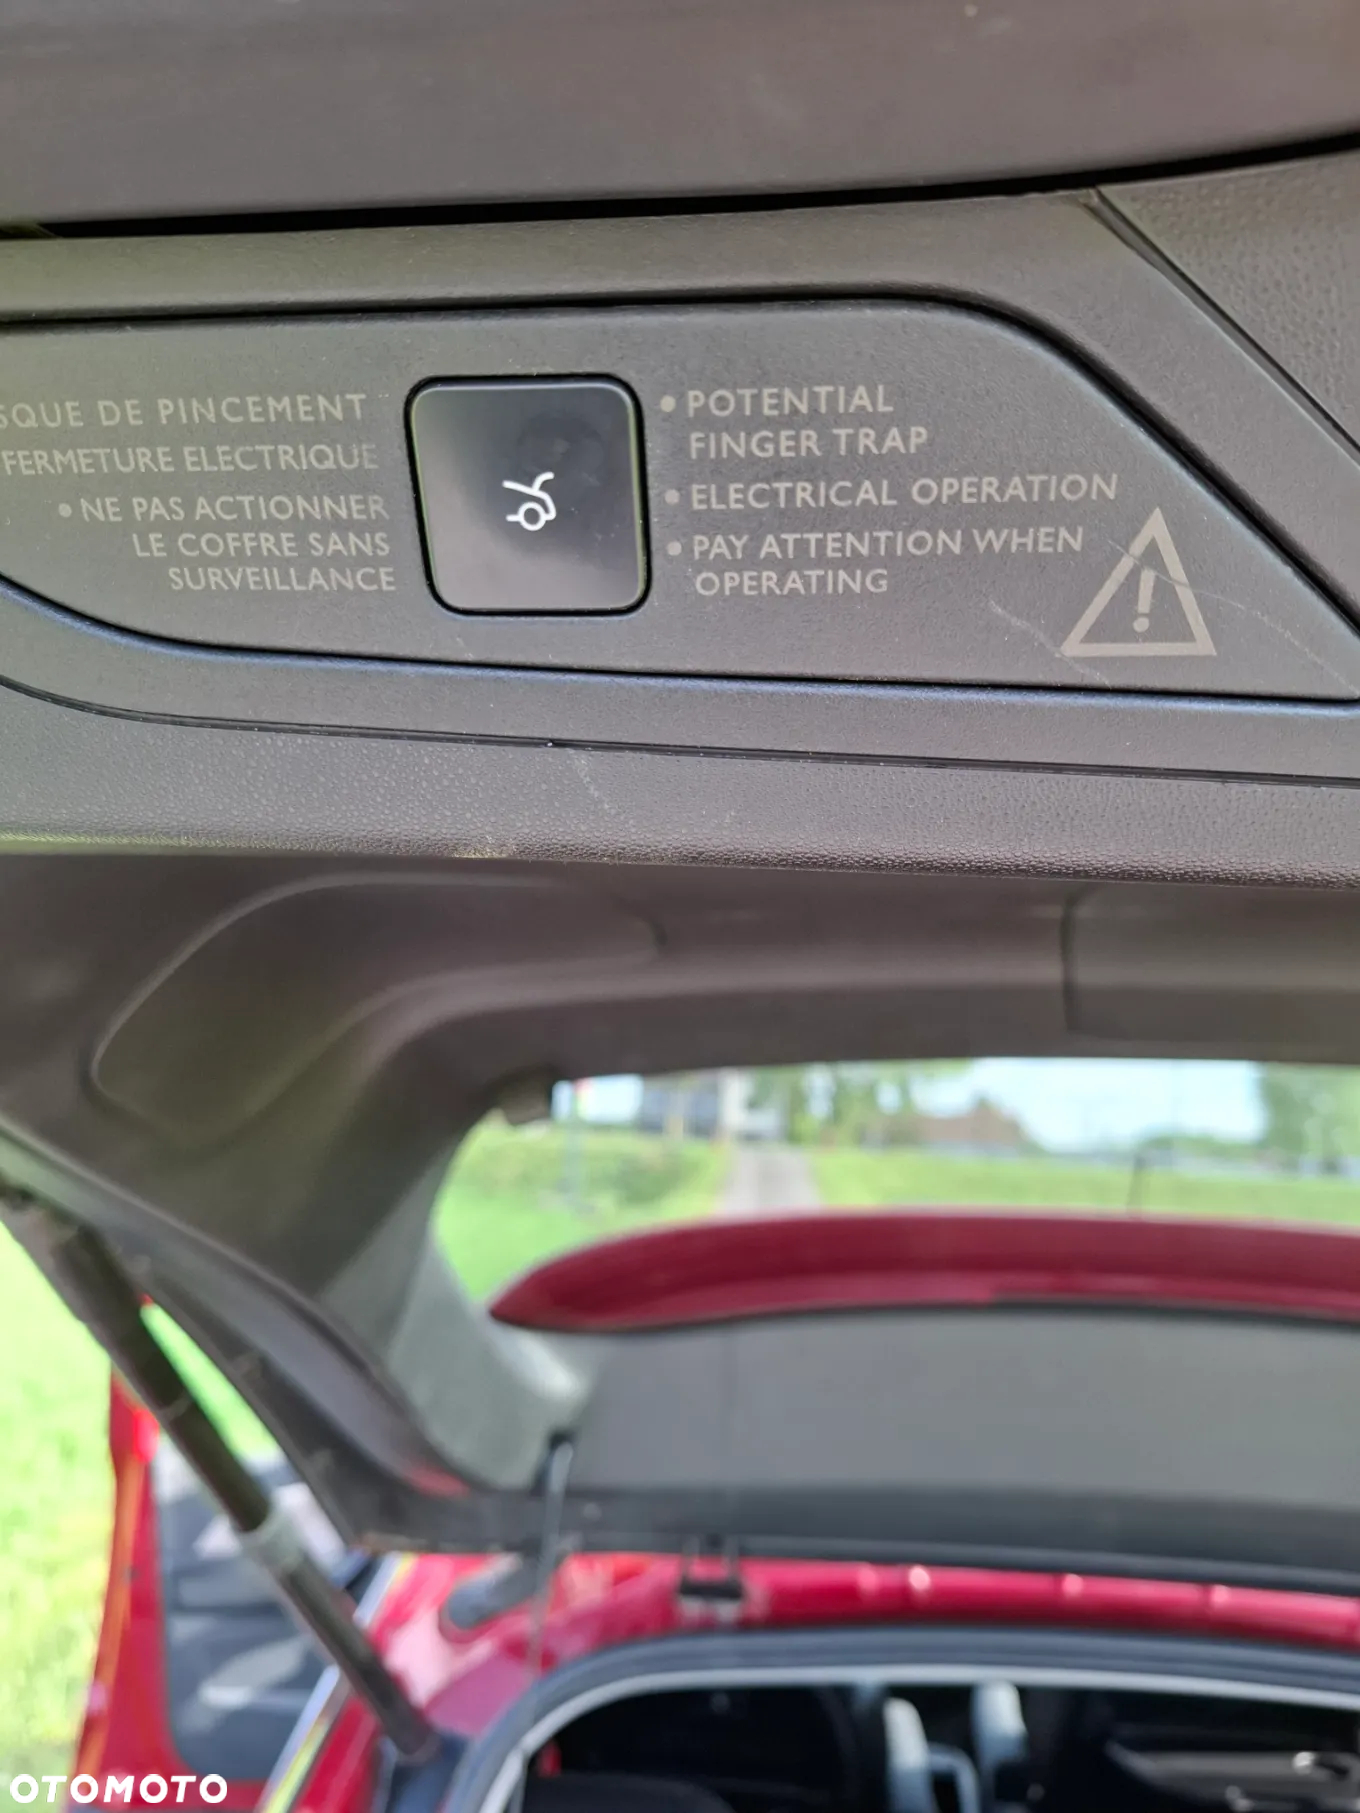 DE PINCEMENT
FERMETURE ELECTRIQUE
• NE PAS ACTIONNER
LE COFFRE SANS
SURVEILLANCE
• POTENTIAL
FINGER TRAP
• ELECTRICAL OPERATION
• PAY ATTENTION WHEN
OPERATING
!
OTOMOTO